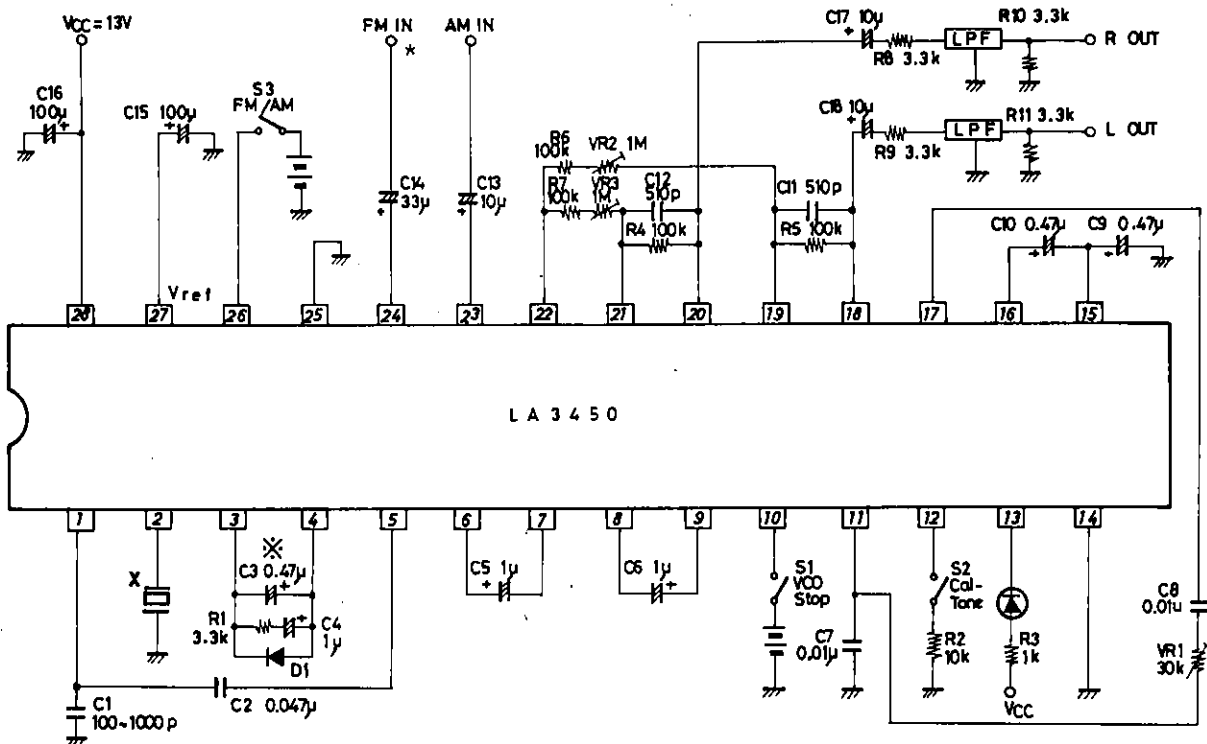 VCC = 13V
FM IN
*
AM IN
C17 10μ
R8 3.3k
LPF
R10 3.3k
R OUT
C16
100μ
+
C15 100μ
+
S3
FM/AM
C18 10μ
R9 3.3k
LPF
R11 3.3k
L OUT
C14
33μ
+
C13
10μ
+
R6
100k
VR2 1M
R7
100k
VR3
1M
C12
510p
R4 100k
C11 510p
R5 100k
C10 0.47μ
+
C9 0.47μ
+
Vref
28 27 26 25 24 23 22 21 20 19 18 17 16 15
LA3450
1 2 3 4 5 6 7 8 9 10 11 12 13 14
X
※
C3 0.47μ
+
R1
3.3k
C4
1μ
+
D1
C1
100~1000p
C2 0.047μ
C5 1μ
+
C6 1μ
+
S1
VCO
Stop
C7
0.01μ
S2
Cal-
Tone
R2
10k
R3
1k
VCC
C8
0.01μ
VR1
30k